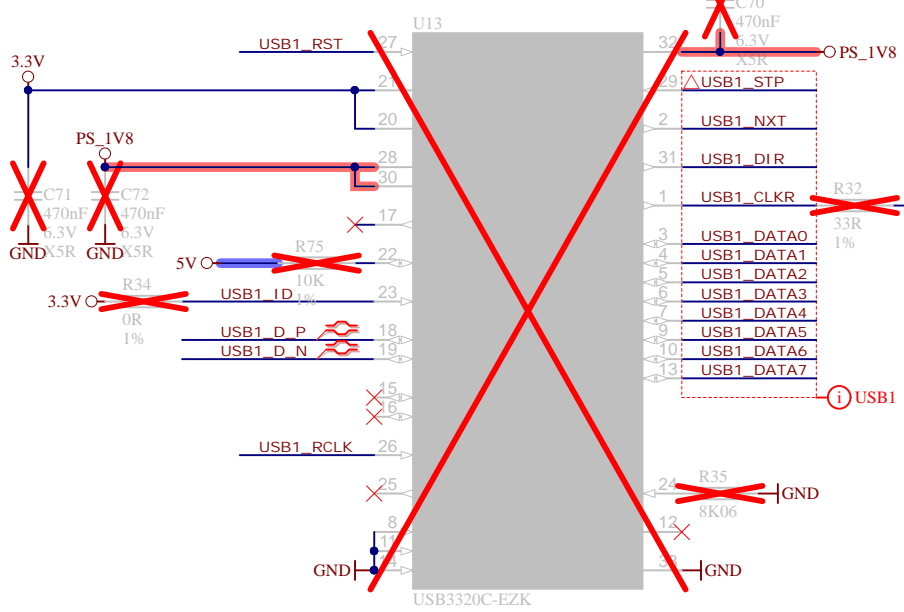 C70
470nF
6.3V
X5R
U13
USB1_RST
27
32
PS_1V8
3.3V
21
29
USB1_STP
20
2
USB1_NXT
PS_1V8
28
31
USB1_DIR
30
C71
470nF
6.3V
X5R
GND
C72
470nF
6.3V
X5R
GND
1
USB1_CLKR
R32
33R
1%
17
3
USB1_DATA0
R75
5V
10K
1%
22
4
USB1_DATA1
5
USB1_DATA2
R34
3.3V
0R
1%
USB1_ID
23
6
USB1_DATA3
7
USB1_DATA4
USB1_D_P
18
9
USB1_DATA5
USB1_D_N
19
10
USB1_DATA6
13
USB1_DATA7
15
i USB1
16
USB1_RCLK
26
25
24
R35
8K06
GND
8
12
11
GND
14
33
GND
USB3320C-EZK